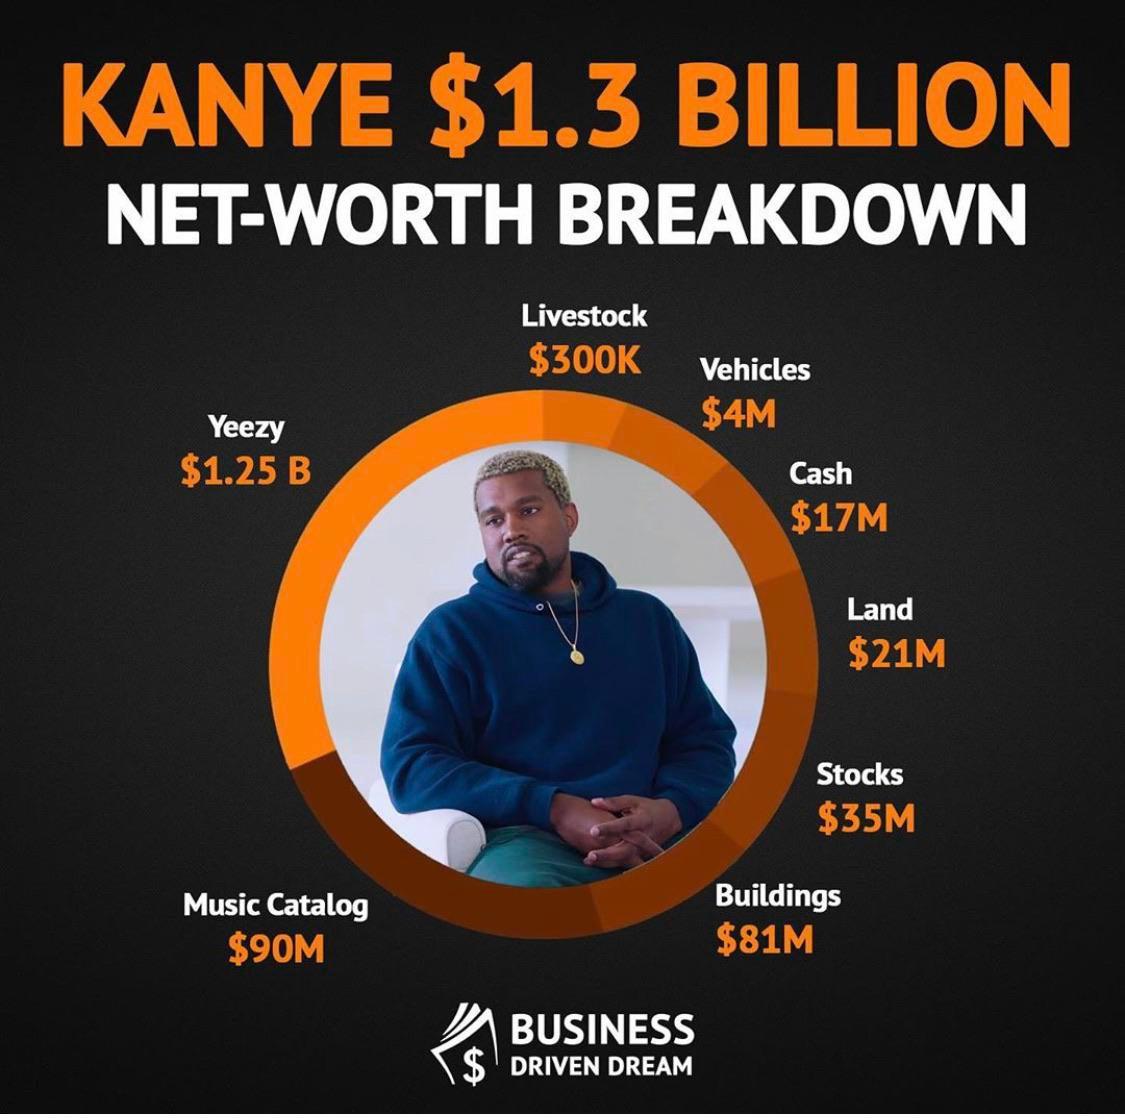 KANYE $1.3 BILLION
NET-WORTH BREAKDOWN
Livestock
$300K
Vehicles
$4M
Yeezy
$1.25 B
Cash
$17M
Land
$21M
Stocks
$35M
Buildings
$81M
Music Catalog
$90M
$
BUSINESS
DRIVEN DREAM